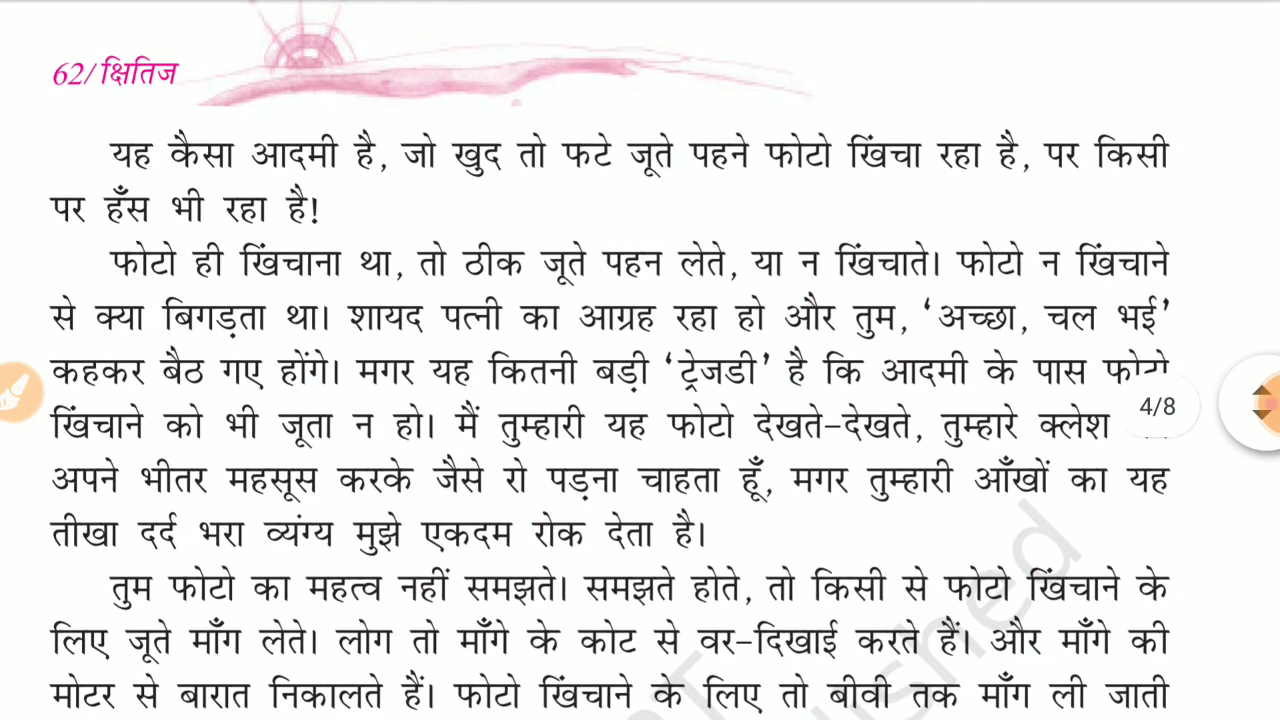 62/क्षितिज
यह कैसा आदमी है, जो खुद तो फटे जूते पहने फोटो खिंचा रहा है, पर किसी
पर हँस भी रहा है!
फोटो ही खिंचाना था, तो ठीक जूते पहन लेते, या न खिंचाते। फोटो न खिंचाने
से क्या बिगड़ता था। शायद पत्नी का आग्रह रहा हो और तुम, ‘अच्छा, चल भई’
कहकर बैठ गए होंगे। मगर यह कितनी बड़ी ‘ट्रेजडी’ है कि आदमी के पास फोटो
खिंचाने को भी जूता न हो। मैं तुम्हारी यह फोटो देखते-देखते, तुम्हारे क्लेश
4/8
अपने भीतर महसूस करके जैसे रो पड़ना चाहता हूँ, मगर तुम्हारी आँखों का यह
तीखा दर्द भरा व्यंग्य मुझे एकदम रोक देता है।
तुम फोटो का महत्व नहीं समझते। समझते होते, तो किसी से फोटो खिंचाने के
लिए जूते माँग लेते। लोग तो माँगे के कोट से वर-दिखाई करते हैं। और माँगे की
मोटर से बारात निकालते हैं। फोटो खिंचाने के लिए तो बीवी तक माँग ली जाती